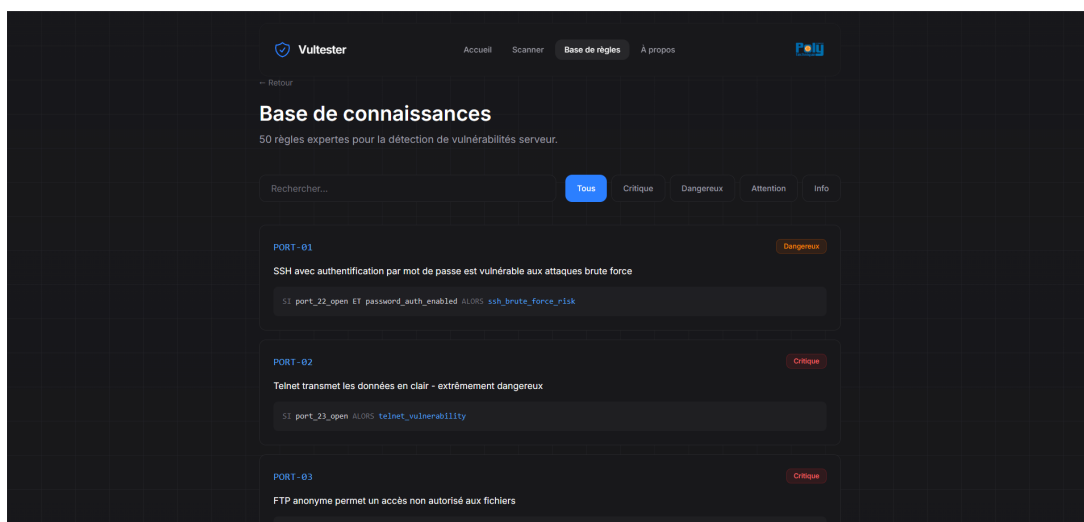 Vultester
Accueil Scanner Base de règles À propos
Poly
← Retour
Base de connaissances
50 règles expertes pour la détection de vulnérabilités serveur.
Rechercher...
Tous Critique Dangereux Attention Info
PORT-01 Dangereux
SSH avec authentification par mot de passe est vulnérable aux attaques brute force
SI port_22_open ET password_auth_enabled ALORS ssh_brute_force_risk
PORT-02 Critique
Telnet transmet les données en clair - extrêmement dangereux
SI port_23_open ALORS telnet_vulnerability
PORT-03 Critique
FTP anonyme permet un accès non autorisé aux fichiers